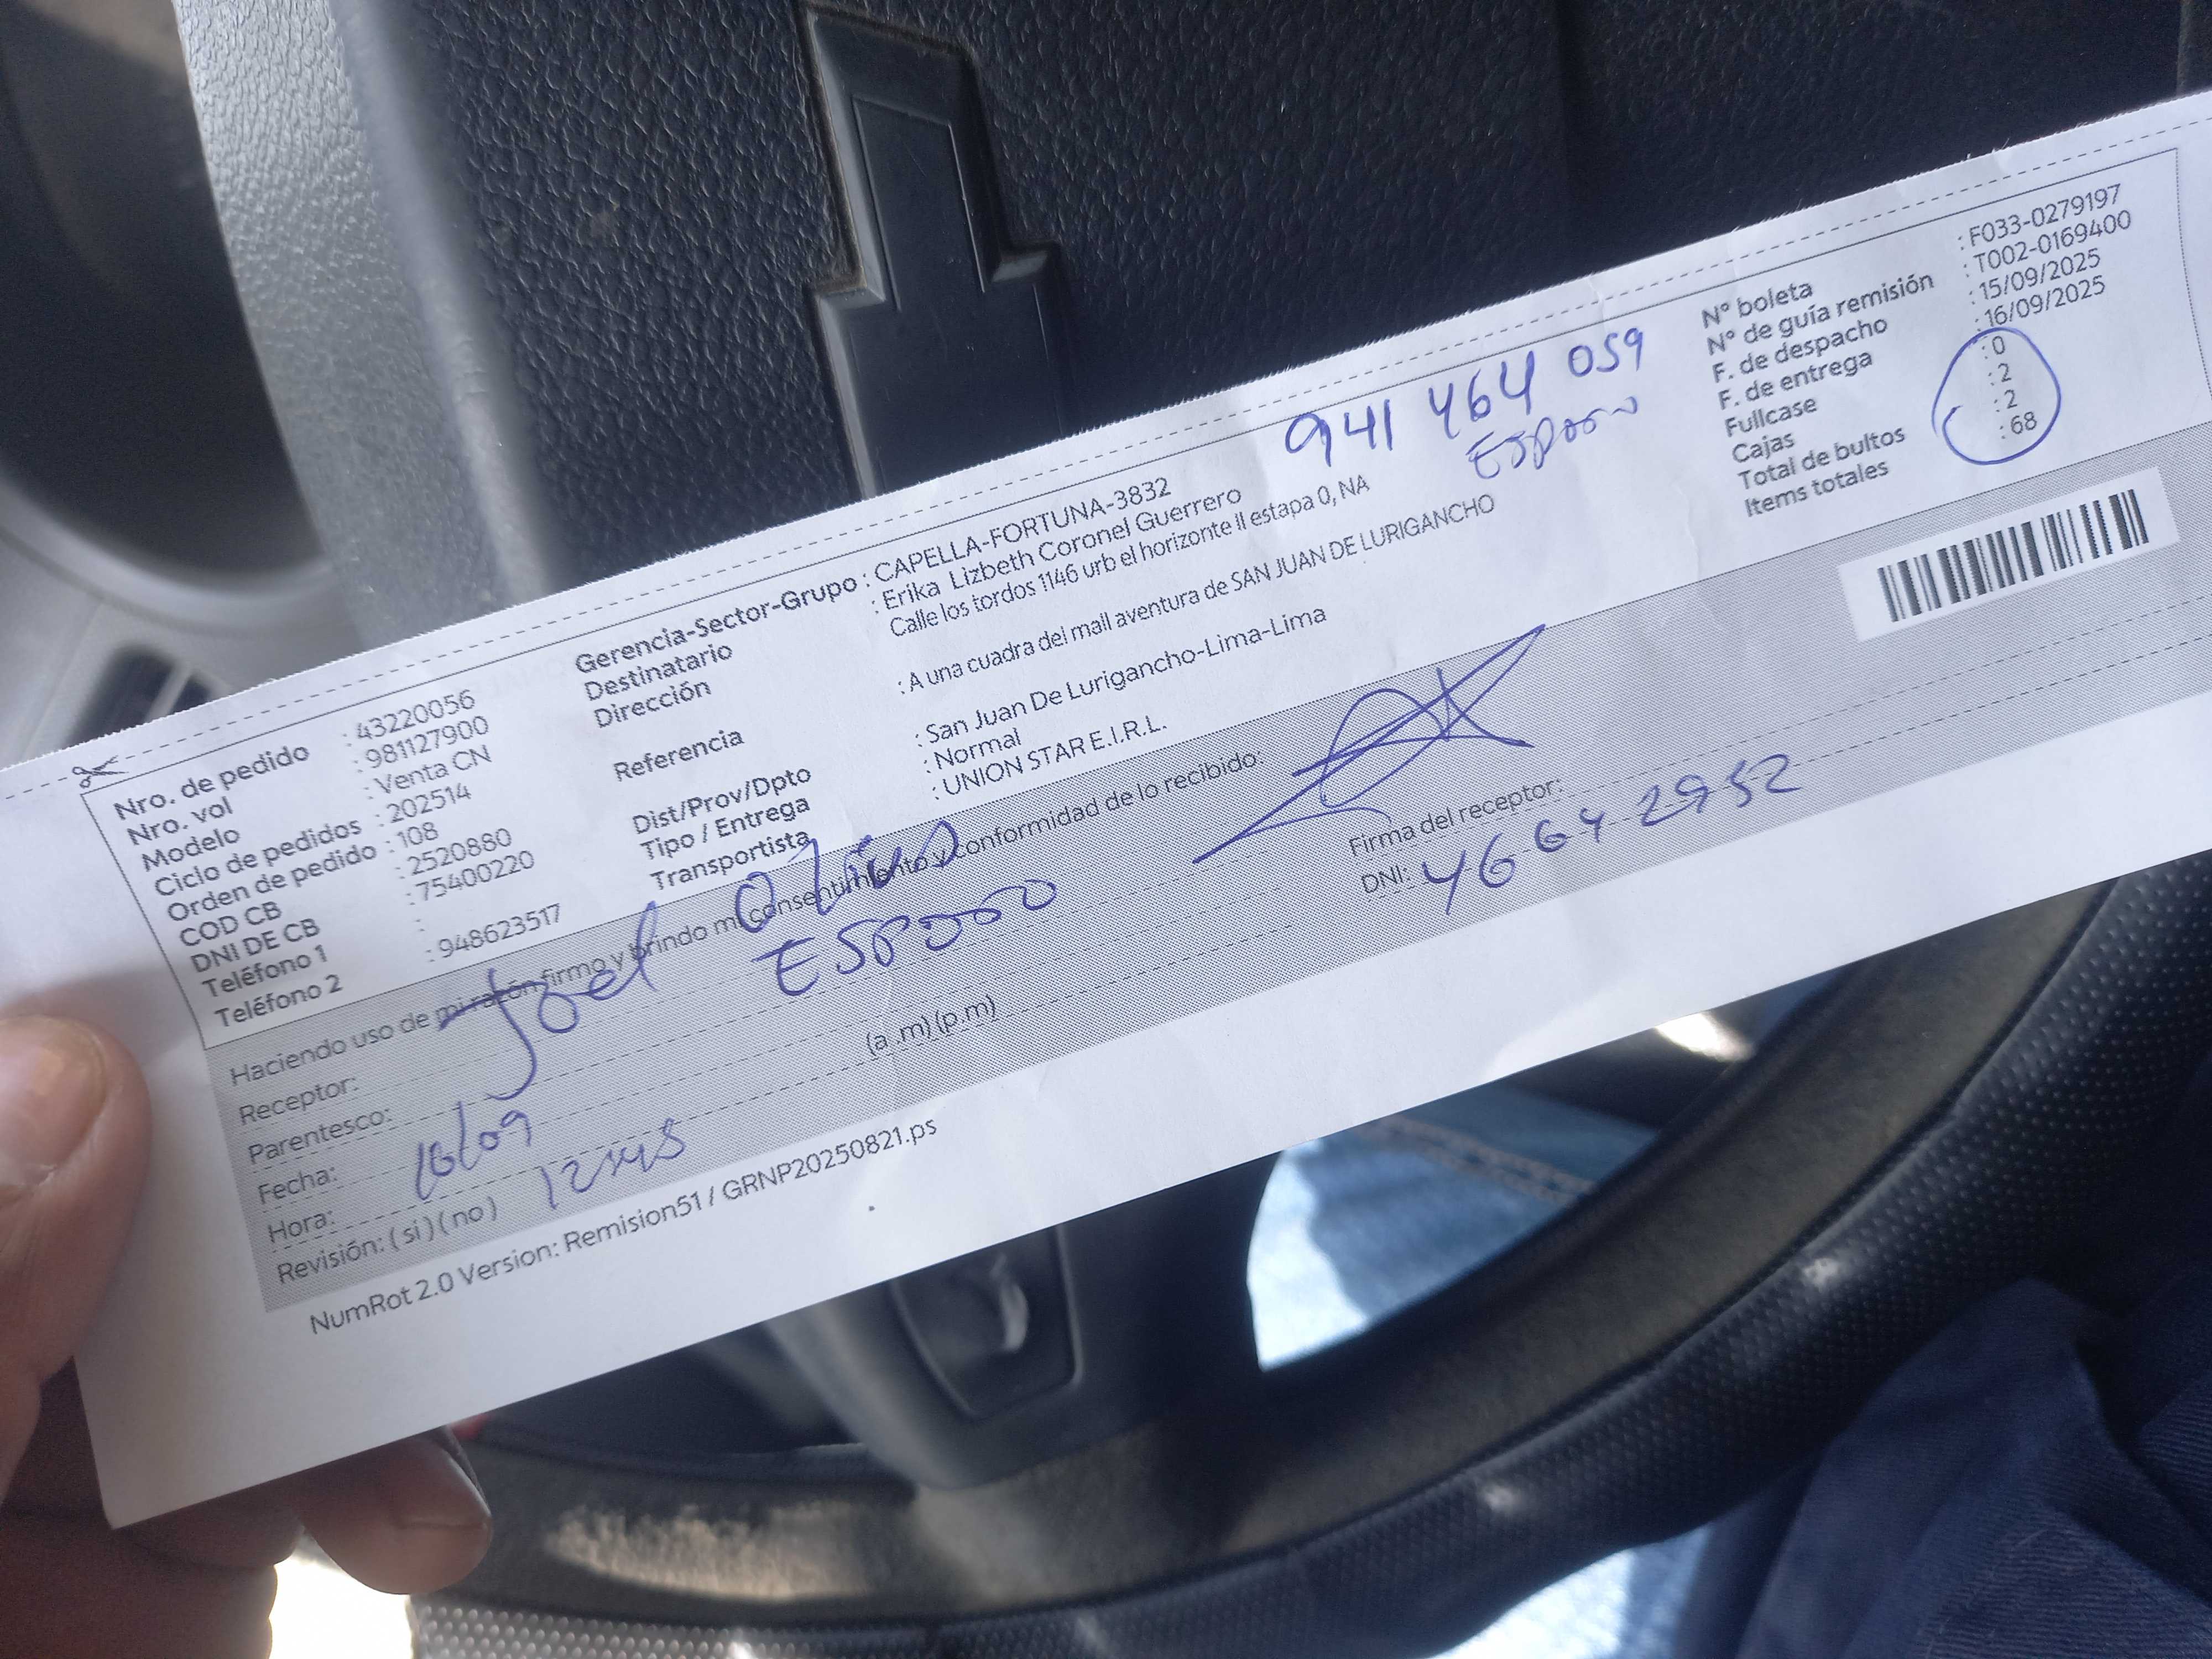 Nro. de pedido : 43220056
Nro. vol : 981127900
Modelo : Venta CN
Ciclo de pedidos : 202514
Orden de pedido : 108
COD CB : 2520880
DNI DE CB : 75400220
Teléfono 1 :
Teléfono 2 : 948623517
Gerencia-Sector-Grupo : CAPELLA-FORTUNA-3832
Destinatario : Erika Lizbeth Coronel Guerrero
Dirección Calle los tordos 1146 urb el horizonte II estapa 0, NA
Referencia : A una cuadra del mall aventura de SAN JUAN DE LURIGANCHO
Dist/Prov/Dpto : San Juan De Lurigancho-Lima-Lima
Tipo / Entrega : Normal
Transportista : UNION STAR E.I.R.L.
941 464 059
ESPOSO
N° boleta : F033-0279197
N° de guía remisión : T002-0169400
F. de despacho : 15/09/2025
F. de entrega : 16/09/2025
Fullcase : 0
Cajas : 2
Total de bultos : 2
Items totales : 68
Haciendo uso de mi razón firmo y brindo mi consentimiento y conformidad de lo recibido:
Receptor: Joel
Parentesco: ESPOSO
Fecha: 16/09
Hora: 12:45
Revisión: (si) (no)
(a .m) (p.m)
Firma del receptor:
DNI:
NumRot 2.0 Version: Remision51 / GRNP20250821.ps